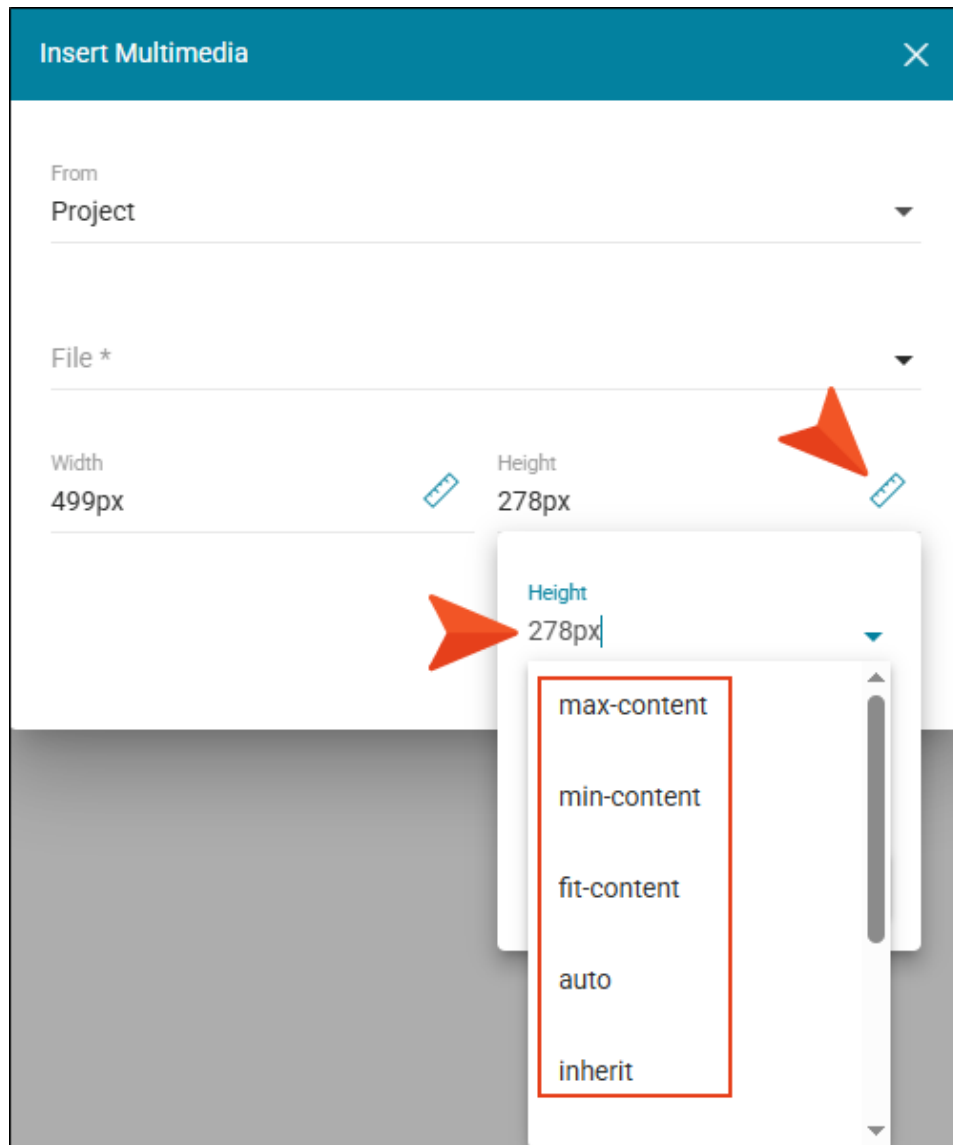 Insert Multimedia
From
Project
File *
Width
499px
Height
278px
Height
278px
max-content
min-content
fit-content
auto
inherit